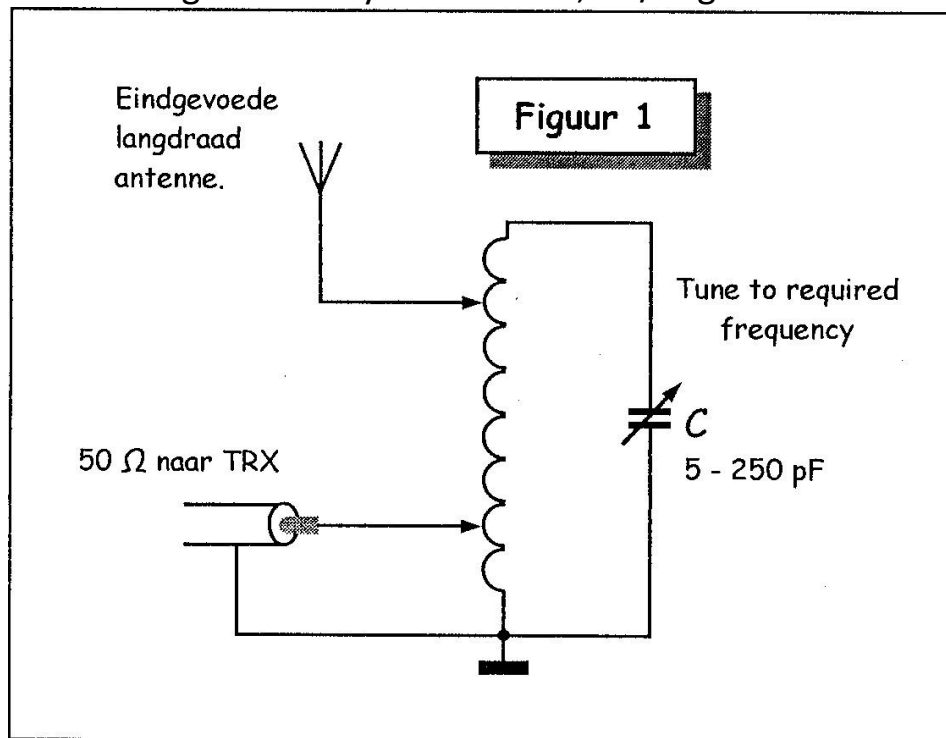 Eindgevoede
langdraad
antenne.
Figuur 1
Tune to required
frequency
C
5 - 250 pF
50 Ω naar TRX